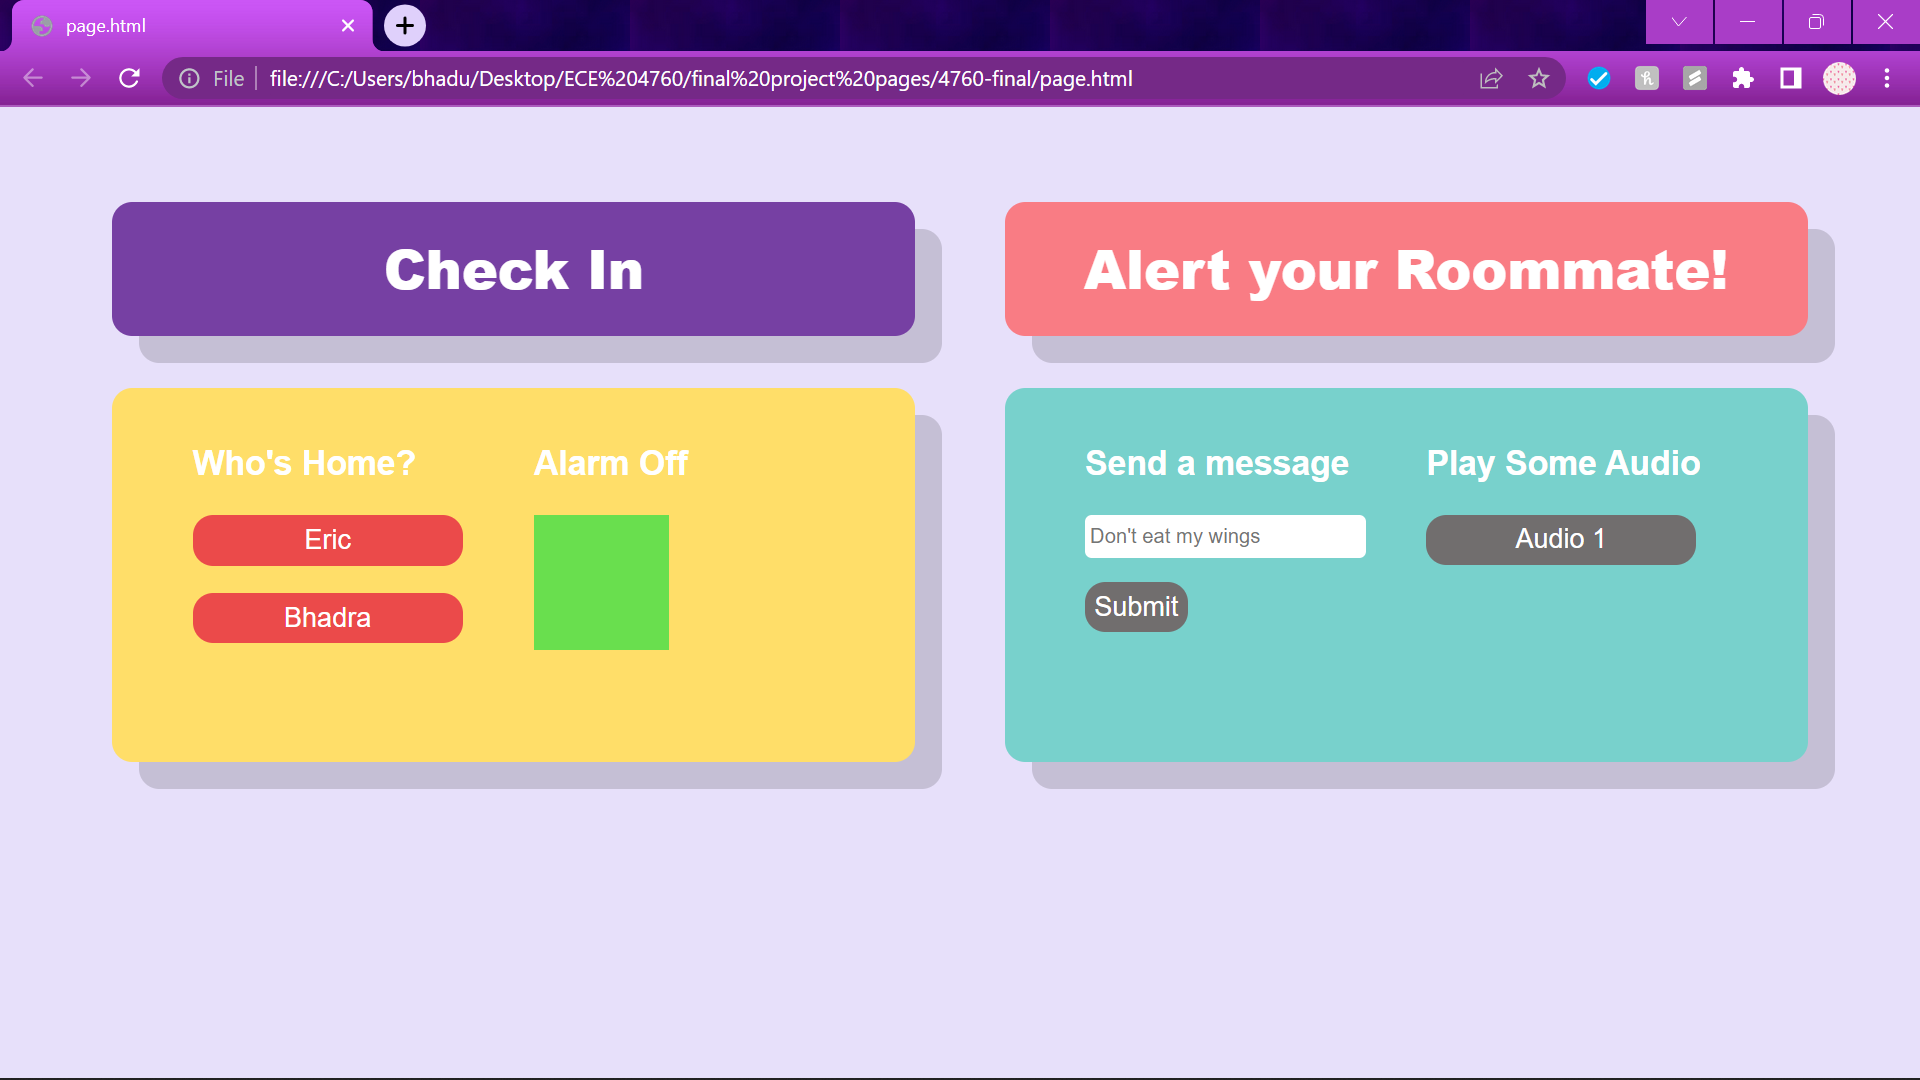 page.html
File
file:///C:/Users/bhadu/Desktop/ECE%204760/final%20project%20pages/4760-final/page.html
Check In
Alert your Roommate!
Who's Home?
Alarm Off
Eric
Bhadra
Send a message
Play Some Audio
Don't eat my wings
Audio 1
Submit